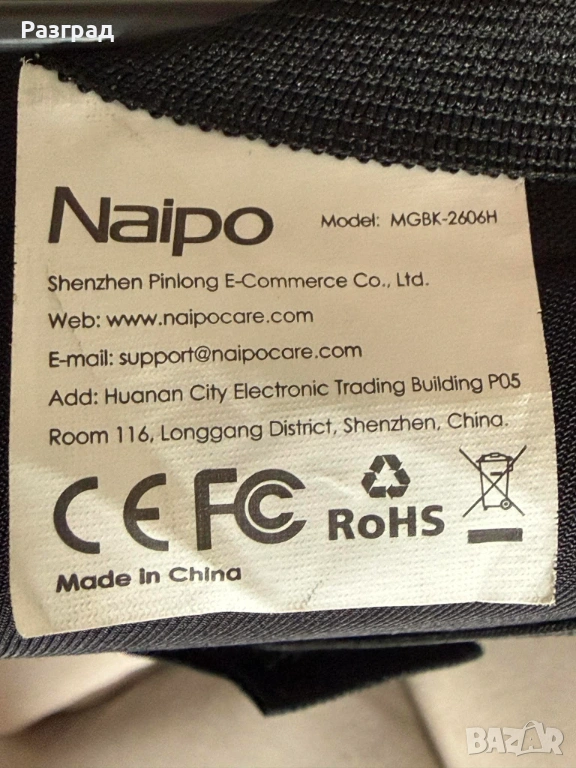 Разград
Naipo
Model: MGBK-2606H
Shenzhen Pinlong E-Commerce Co., Ltd.
Web: www.naipocare.com
E-mail: support@naipocare.com
Add: Huanan City Electronic Trading Building P05
Room 116, Longgang District, Shenzhen, China.
CE FC RoHS
Made in China
BAZAR